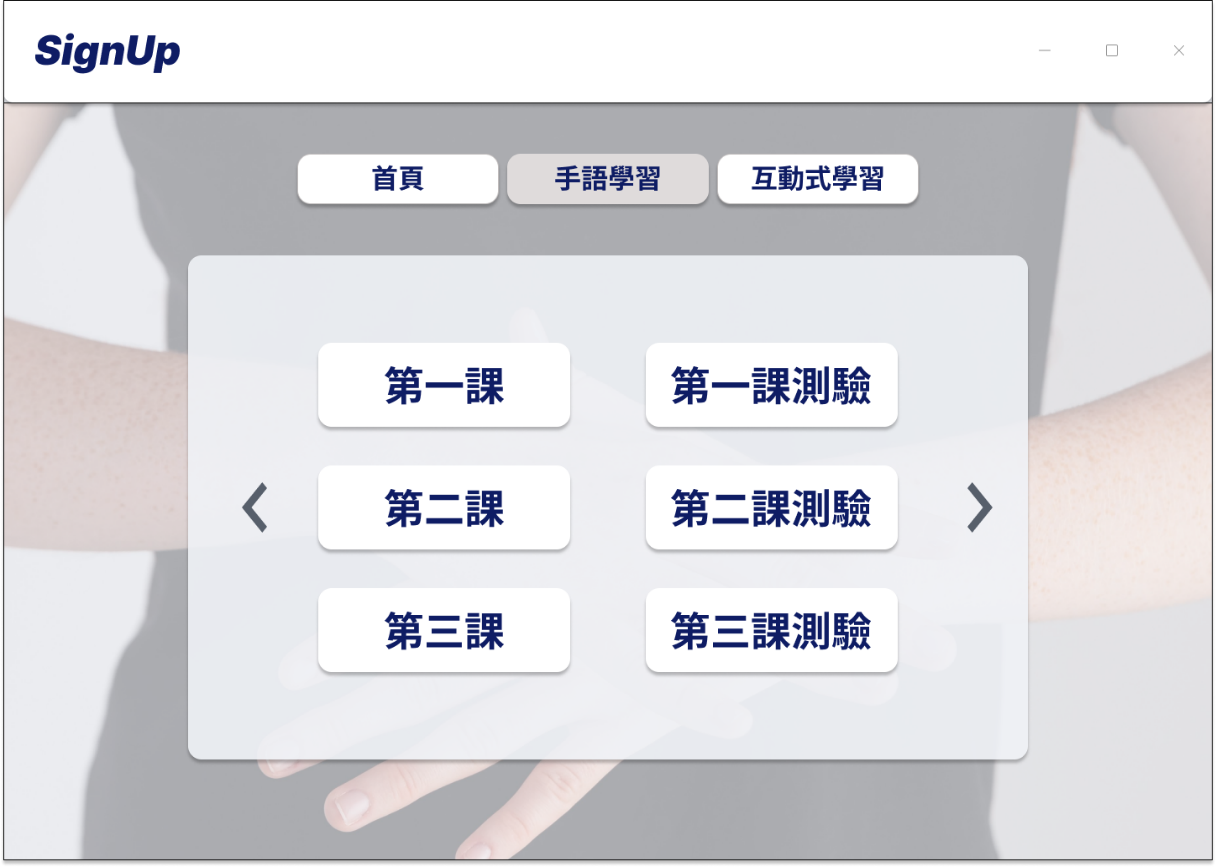 SignUp
首頁 手語學習 互動式學習
第一課 第一課測驗
第二課 第二課測驗
第三課 第三課測驗